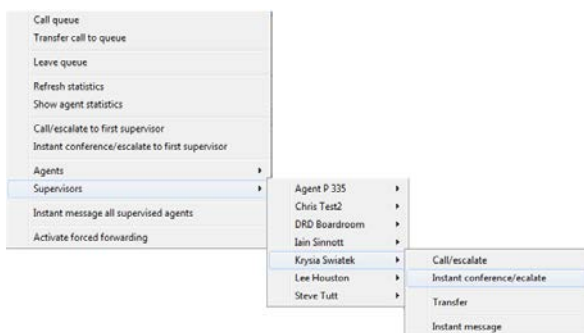 Call queue
Transfer call to queue
Leave queue
Refresh statistics
Show agent statistics
Call/escalate to first supervisor
Instant conference/escalate to first supervisor
Agents
Supervisors
Instant message all supervised agents
Activate forced forwarding
Agent P 335
Chris Test2
DRD Boardroom
Iain Sinnott
Krysia Swiatek
Lee Houston
Steve Tutt
Call/escalate
Instant conference/ecalate
Transfer
Instant message